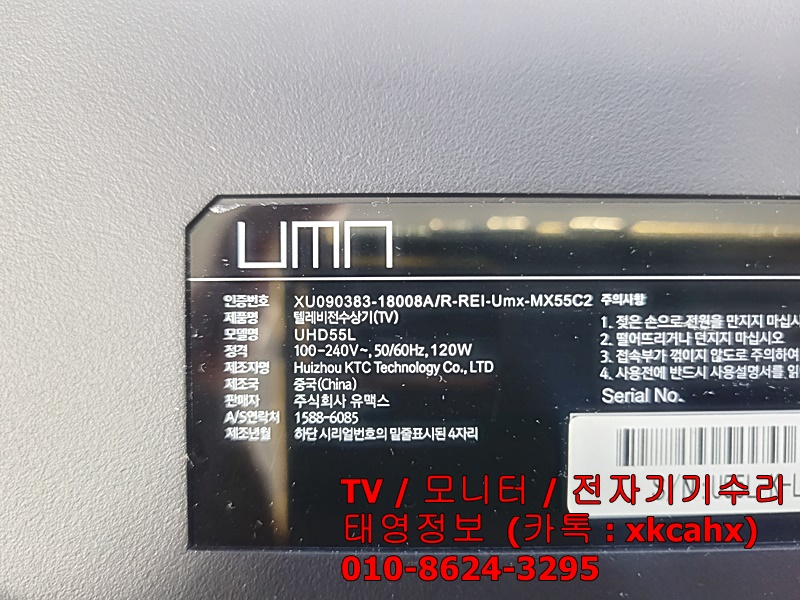 umn
인증번호 XU090383-18008A/R-REI-Umx-MX55C2
제품명 텔레비전수상기(TV)
모델명 UHD55L
정격 100-240V~, 50/60Hz, 120W
제조자명 Huizhou KTC Technology Co., LTD
제조국 중국(China)
판매자 주식회사 유맥스
A/S연락처 1588-6085
제조년월 하단 시리얼번호의 밑줄표시된 4자리
주의사항
1. 젖은 손으로 전원을 만지지 마십시
2. 떨어뜨리거나 던지지 마십시오
3. 접속부가 꺾이지 않도로 주의하여
4. 사용전에 반드시 사용설명서를 읽
Serial No.
TV / 모니터 / 전자기기수리
태영정보 (카톡 : xkcahx)
010-8624-3295